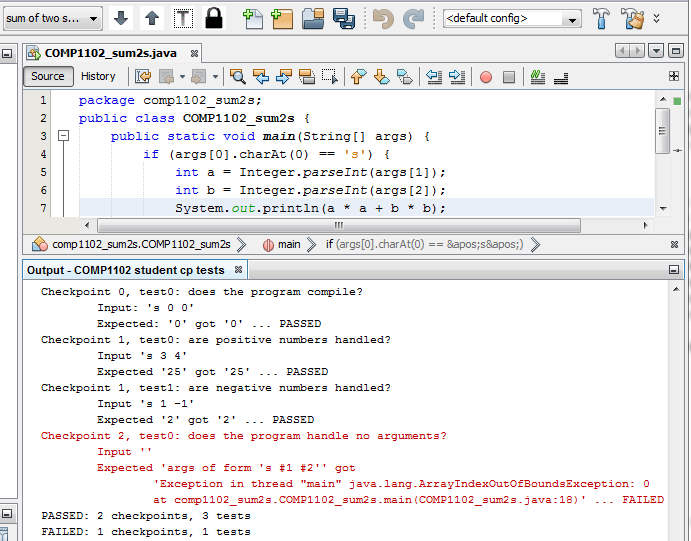 sum of two s...
<default config>
COMP1102_sum2s.java
Source History
1 package comp1102_sum2s;
2 public class COMP1102_sum2s {
3 public static void main(String[] args) {
4 if (args[0].charAt(0) == 's') {
5 int a = Integer.parseInt(args[1]);
6 int b = Integer.parseInt(args[2]);
7 System.out.println(a * a + b * b);
comp1102_sum2s.COMP1102_sum2s main if (args[0].charAt(0) == &apos;s&apos;)
Output - COMP1102 student cp tests
Checkpoint 0, test0: does the program compile?
Input: 's 0 0'
Expected: '0' got '0' ... PASSED
Checkpoint 1, test0: are positive numbers handled?
Input 's 3 4'
Expected '25' got '25' ... PASSED
Checkpoint 1, test1: are negative numbers handled?
Input 's 1 -1'
Expected '2' got '2' ... PASSED
Checkpoint 2, test0: does the program handle no arguments?
Input ''
Expected 'args of form 's #1 #2'' got
'Exception in thread "main" java.lang.ArrayIndexOutOfBoundsException: 0
at comp1102_sum2s.COMP1102_sum2s.main(COMP1102_sum2s.java:18)' ... FAILED
PASSED: 2 checkpoints, 3 tests
FAILED: 1 checkpoints, 1 tests